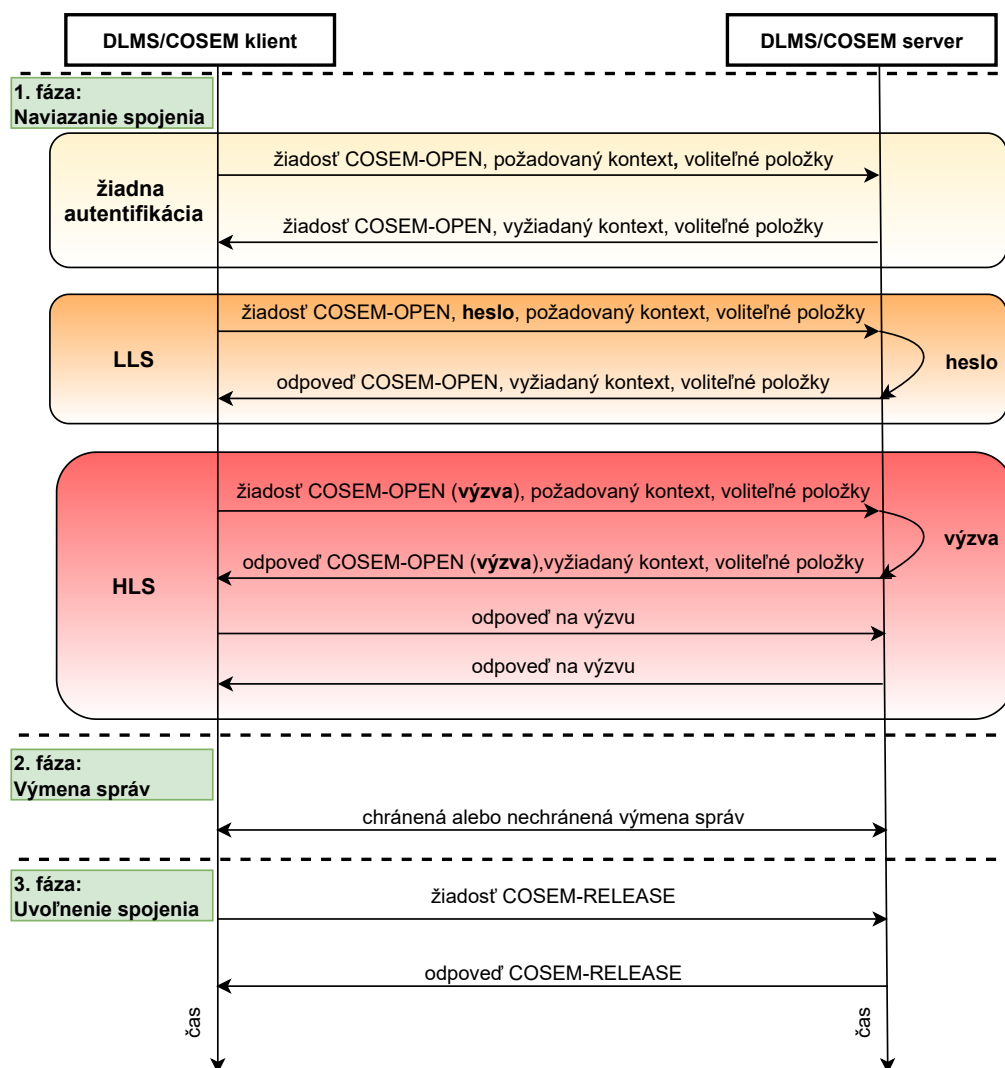 DLMS/COSEM klient
DLMS/COSEM server
1. fáza:
Naviazanie spojenia
žiadna
autentifikácia
žiadosť COSEM-OPEN, požadovaný kontext, voliteľné položky
žiadosť COSEM-OPEN, vyžiadaný kontext, voliteľné položky
LLS
žiadosť COSEM-OPEN, heslo, požadovaný kontext, voliteľné položky
heslo
odpoveď COSEM-OPEN, vyžiadaný kontext, voliteľné položky
HLS
žiadosť COSEM-OPEN (výzva), požadovaný kontext, voliteľné položky
výzva
odpoveď COSEM-OPEN (výzva),vyžiadaný kontext, voliteľné položky
odpoveď na výzvu
odpoveď na výzvu
2. fáza:
Výmena správ
chránená alebo nechránená výmena správ
3. fáza:
Uvoľnenie spojenia
žiadosť COSEM-RELEASE
odpoveď COSEM-RELEASE
čas
čas